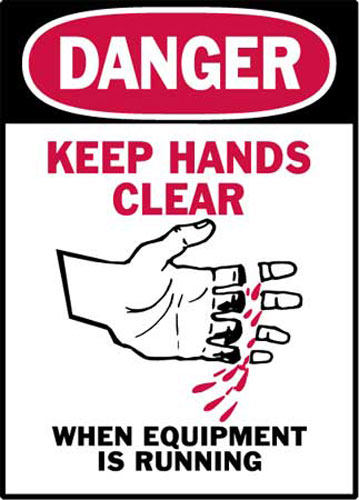 DANGER
KEEP HANDS
CLEAR
WHEN EQUIPMENT
IS RUNNING